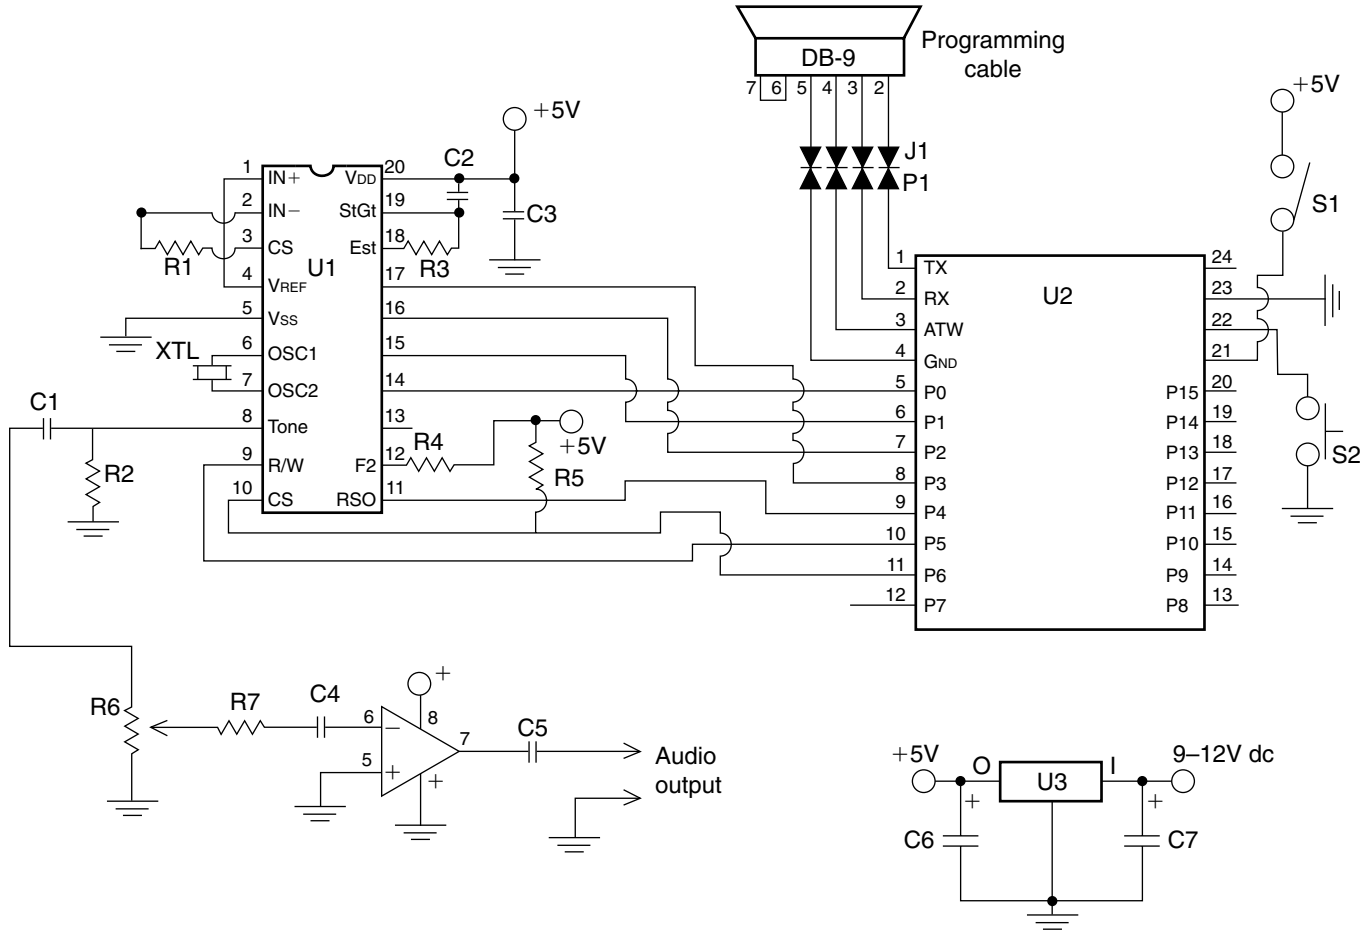 DB-9
Programming
cable
7 6 5 4 3 2
J1
P1
+5V
S1
+5V
C2
C3
R3
1 IN+
2 IN−
3 CS
4 VREF
5 VSS
6 OSC1
7 OSC2
8 Tone
9 R/W
10 CS
U1
VDD 20
StGt 19
Est 18
17
16
15
14
13
F2 12
RSO 11
R1
XTL
C1
R2
R4
+5V
R5
U2
1 TX
2 RX
3 ATW
4 GND
5 P0
6 P1
7 P2
8 P3
9 P4
10 P5
11 P6
12 P7
24
23
22
21
P15 20
P14 19
P13 18
P12 17
P11 16
P10 15
P9 14
P8 13
S2
R6
R7
C4
6 −
5 +
8 +
7
+
C5
Audio
output
+5V
O
U3
I
9–12V dc
+
+
C6
C7